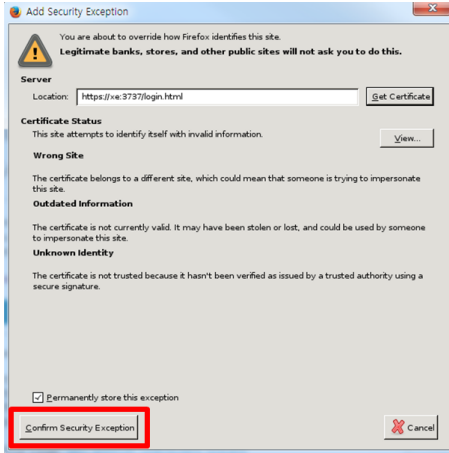 Add Security Exception
You are about to override how Firefox identifies this site.
Legitimate banks, stores, and other public sites will not ask you to do this.
Server
Location: https://xe:3737/login.html Get Certificate
Certificate Status
This site attempts to identify itself with invalid information. View...
Wrong Site
The certificate belongs to a different site, which could mean that someone is trying to impersonate
this site.
Outdated Information
The certificate is not currently valid. It may have been stolen or lost, and could be used by someone
to impersonate this site.
Unknown Identity
The certificate is not trusted because it hasn't been verified as issued by a trusted authority using a
secure signature.
Permanently store this exception
Confirm Security Exception Cancel